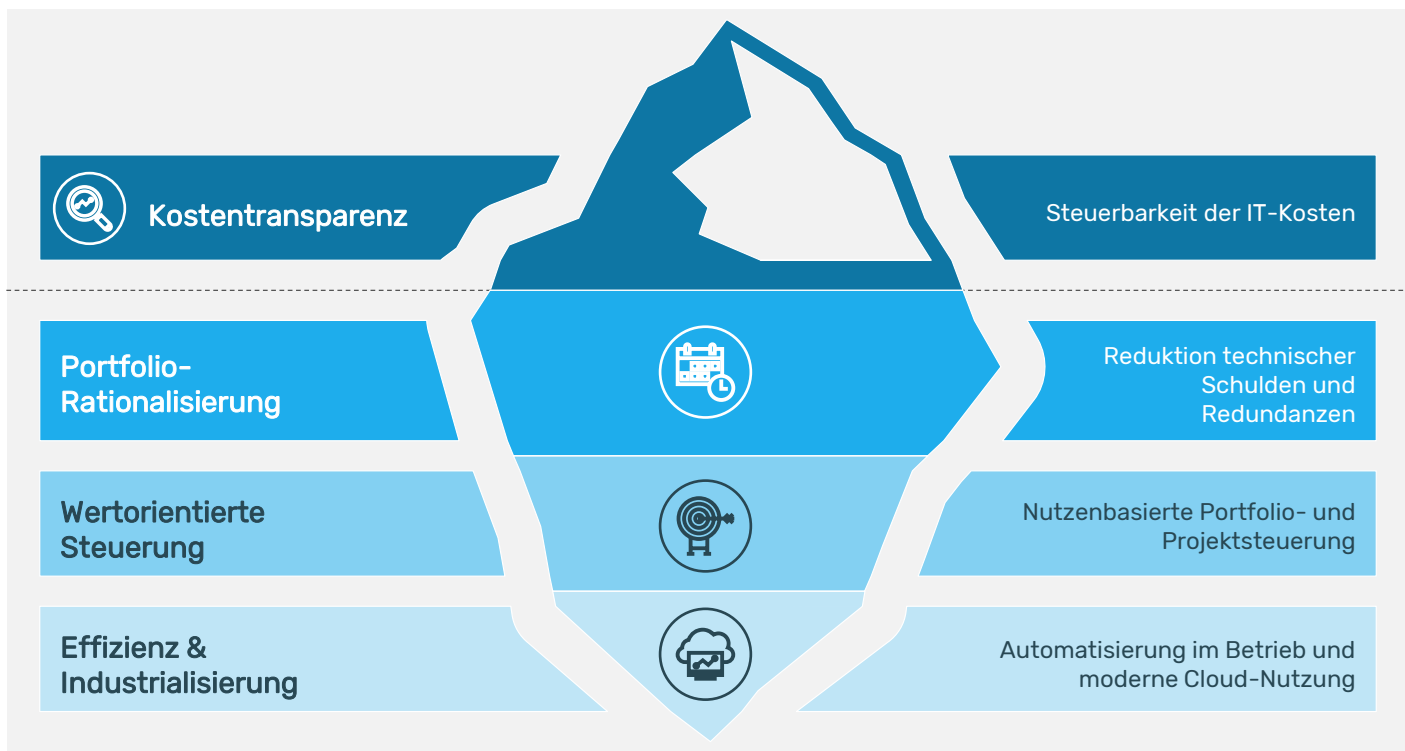 Kostentransparenz
Steuerbarkeit der IT-Kosten
Portfolio-
Rationalisierung
Reduktion technischer
Schulden und
Redundanzen
Wertorientierte
Steuerung
Nutzenbasierte Portfolio- und
Projektsteuerung
Effizienz &
Industrialisierung
Automatisierung im Betrieb und
moderne Cloud-Nutzung